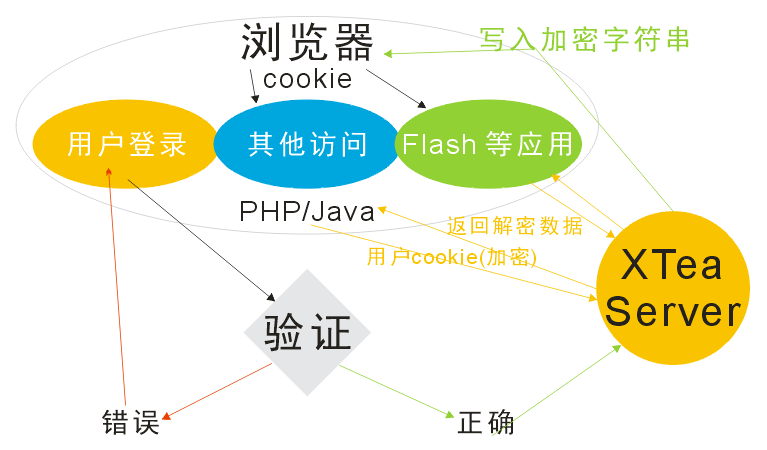 浏览器
写入加密字符串
cookie
用户登录
其他访问
Flash 等应用
PHP/Java
返回解密数据
用户cookie(加密)
XTea
Server
验证
错误
正确